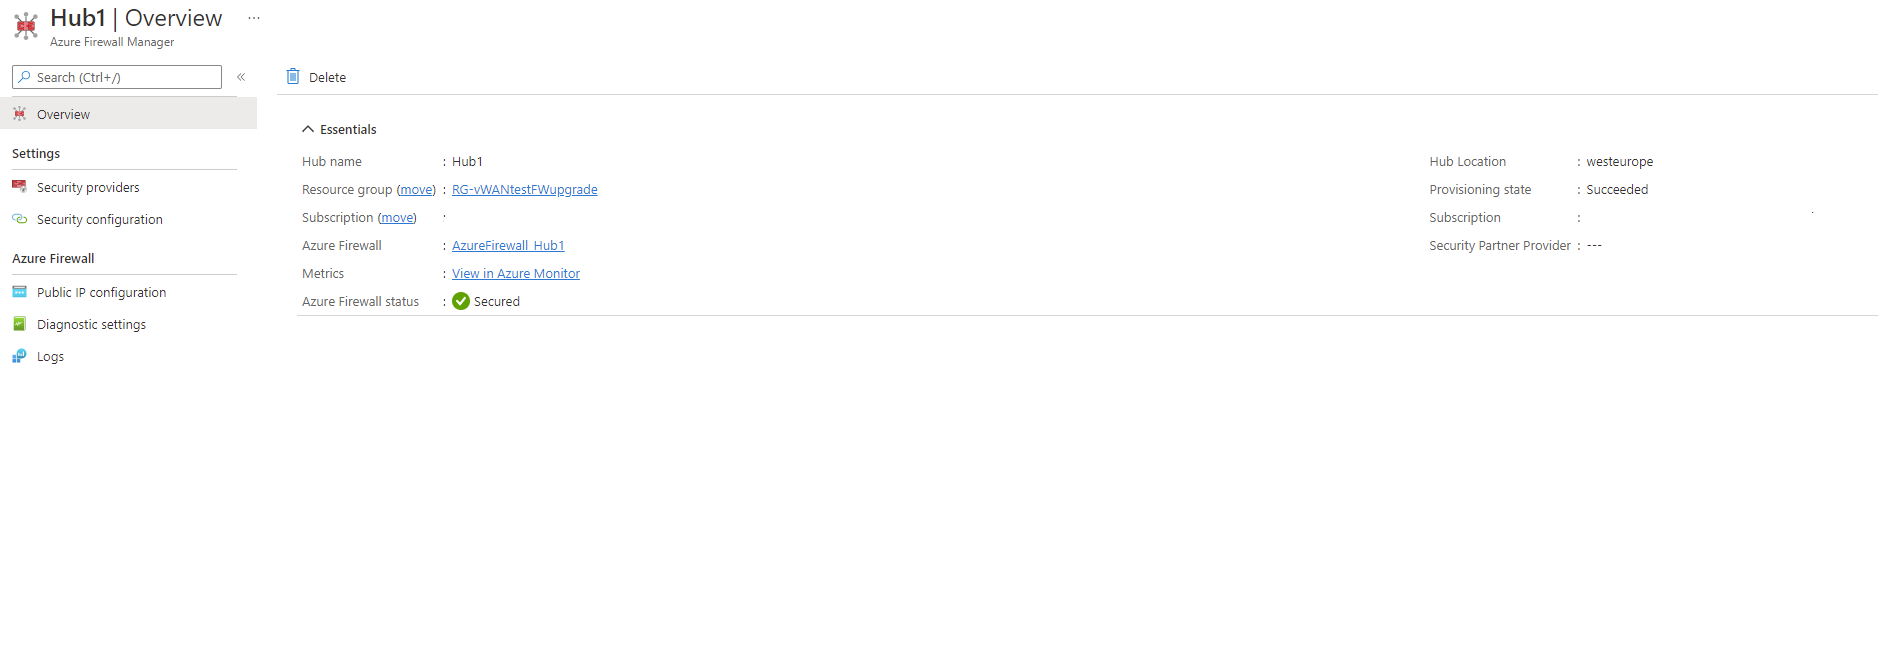 Hub1 | Overview ...
Azure Firewall Manager
Search (Ctrl+/) «
Overview
Settings
Security providers
Security configuration
Azure Firewall
Public IP configuration
Diagnostic settings
Logs
Delete
Essentials
Hub name : Hub1
Resource group (move) : RG-vWANtestFWupgrade
Subscription (move) :
Azure Firewall : AzureFirewall_Hub1
Metrics : View in Azure Monitor
Azure Firewall status : Secured
Hub Location : westeurope
Provisioning state : Succeeded
Subscription :
Security Partner Provider : ---